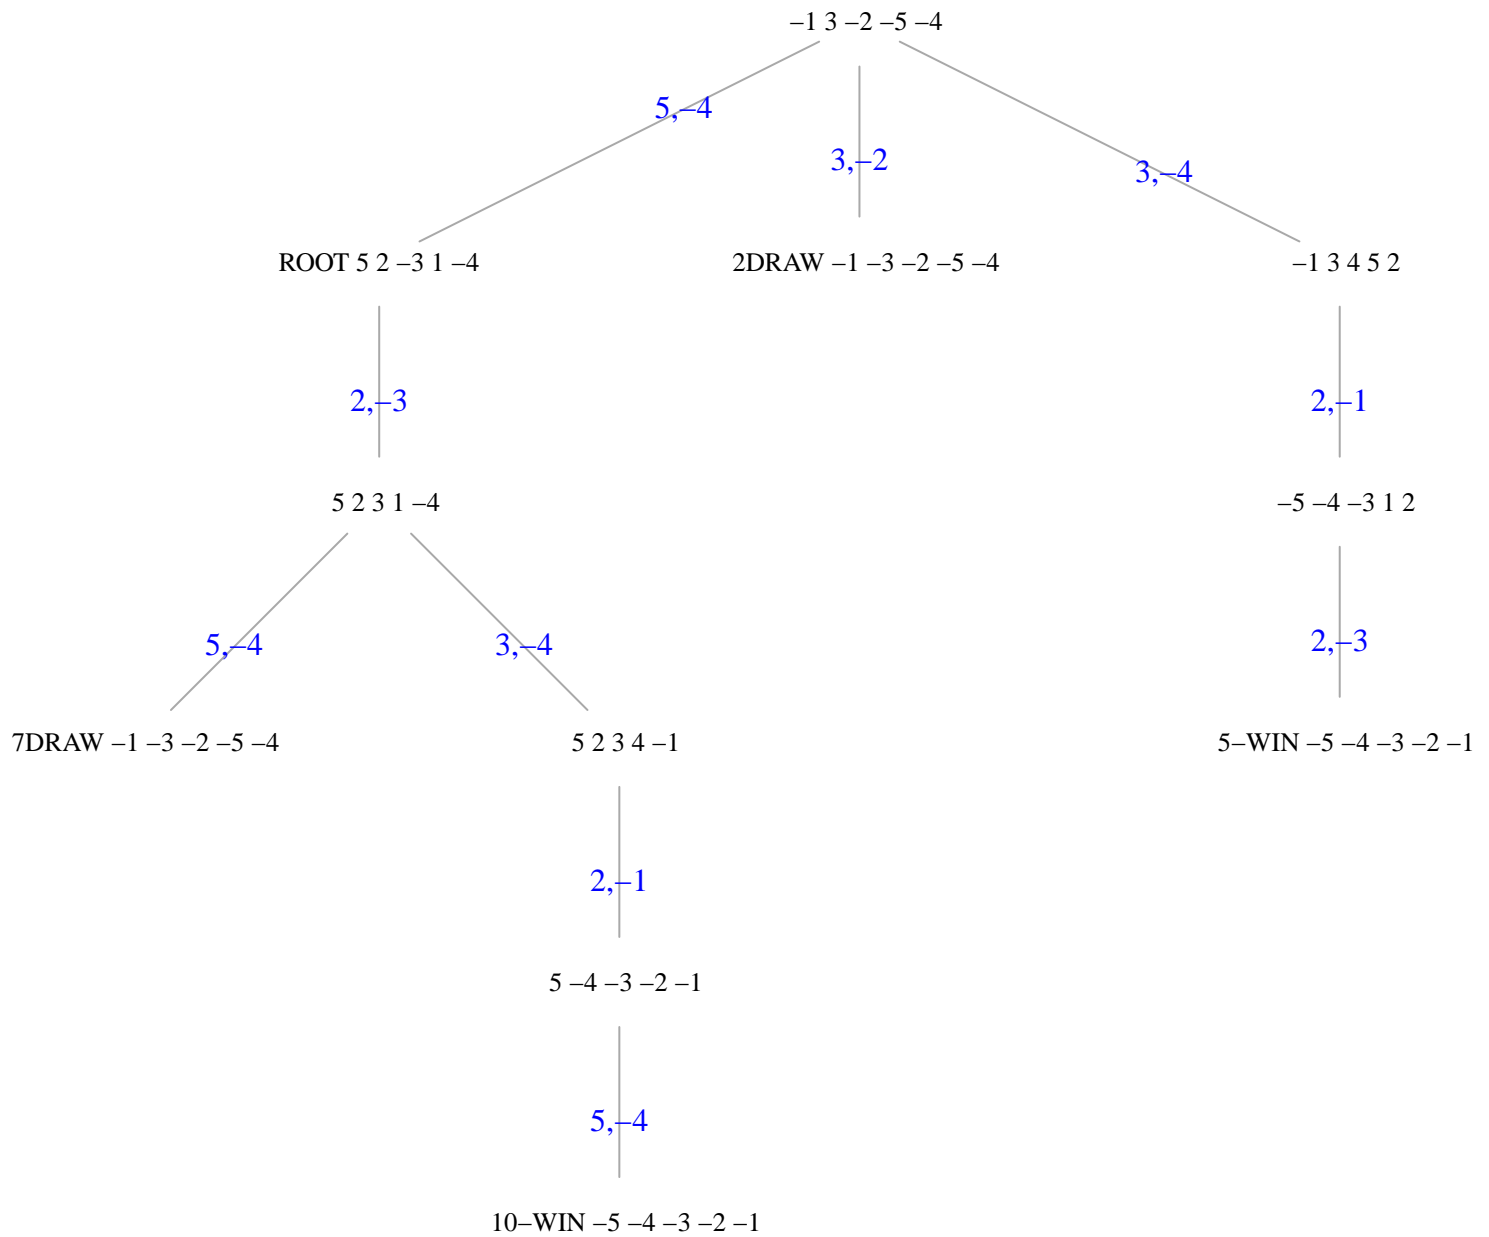 –1 3 –2 –5 –4
5,–4
3,–2
3,–4
ROOT 5 2 –3 1 –4
2DRAW –1 –3 –2 –5 –4
–1 3 4 5 2
2,–3
2,–1
5 2 3 1 –4
–5 –4 –3 1 2
5,–4
3,–4
2,–3
7DRAW –1 –3 –2 –5 –4
5 2 3 4 –1
5–WIN –5 –4 –3 –2 –1
2,–1
5 –4 –3 –2 –1
5,–4
10–WIN –5 –4 –3 –2 –1